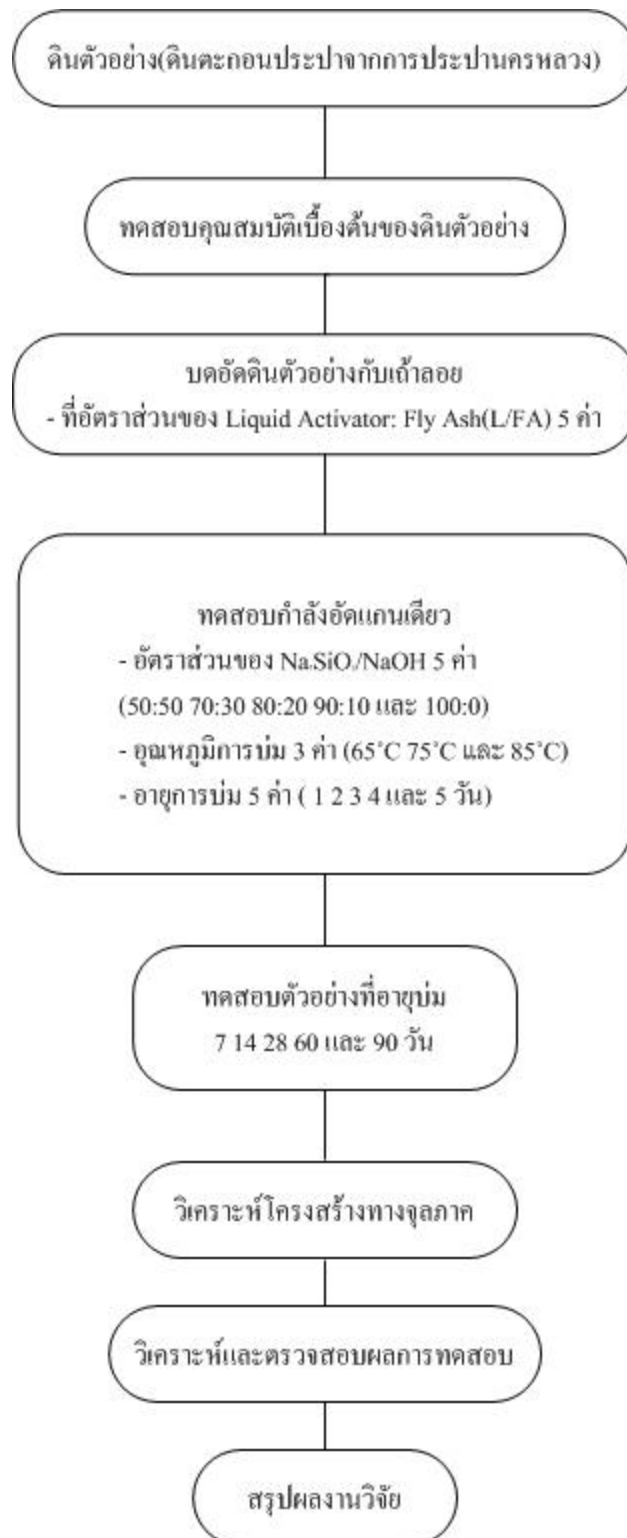 ดินตัวอย่าง(ดินตะกอนประปาจากการประปานครหลวง)
ทดสอบคุณสมบัติเบื้องต้นของดินตัวอย่าง
บดอัดดินตัวอย่างกับเถ้าลอย
- ที่อัตราส่วนของ Liquid Activator: Fly Ash(L/FA) 5 ค่า
ทดสอบกำลังอัดแกนเดียว
- อัตราส่วนของ Na.SiO./NaOH 5 ค่า
(50:50 70:30 80:20 90:10 และ 100:0)
- อุณหภูมิการบ่ม 3 ค่า (65˚C 75˚C และ 85˚C)
- อายุการบ่ม 5 ค่า ( 1 2 3 4 และ 5 วัน)
ทดสอบตัวอย่างที่อายุบ่ม
7 14 28 60 และ 90 วัน
วิเคราะห์โครงสร้างทางจุลภาค
วิเคราะห์และตรวจสอบผลการทดสอบ
สรุปผลงานวิจัย